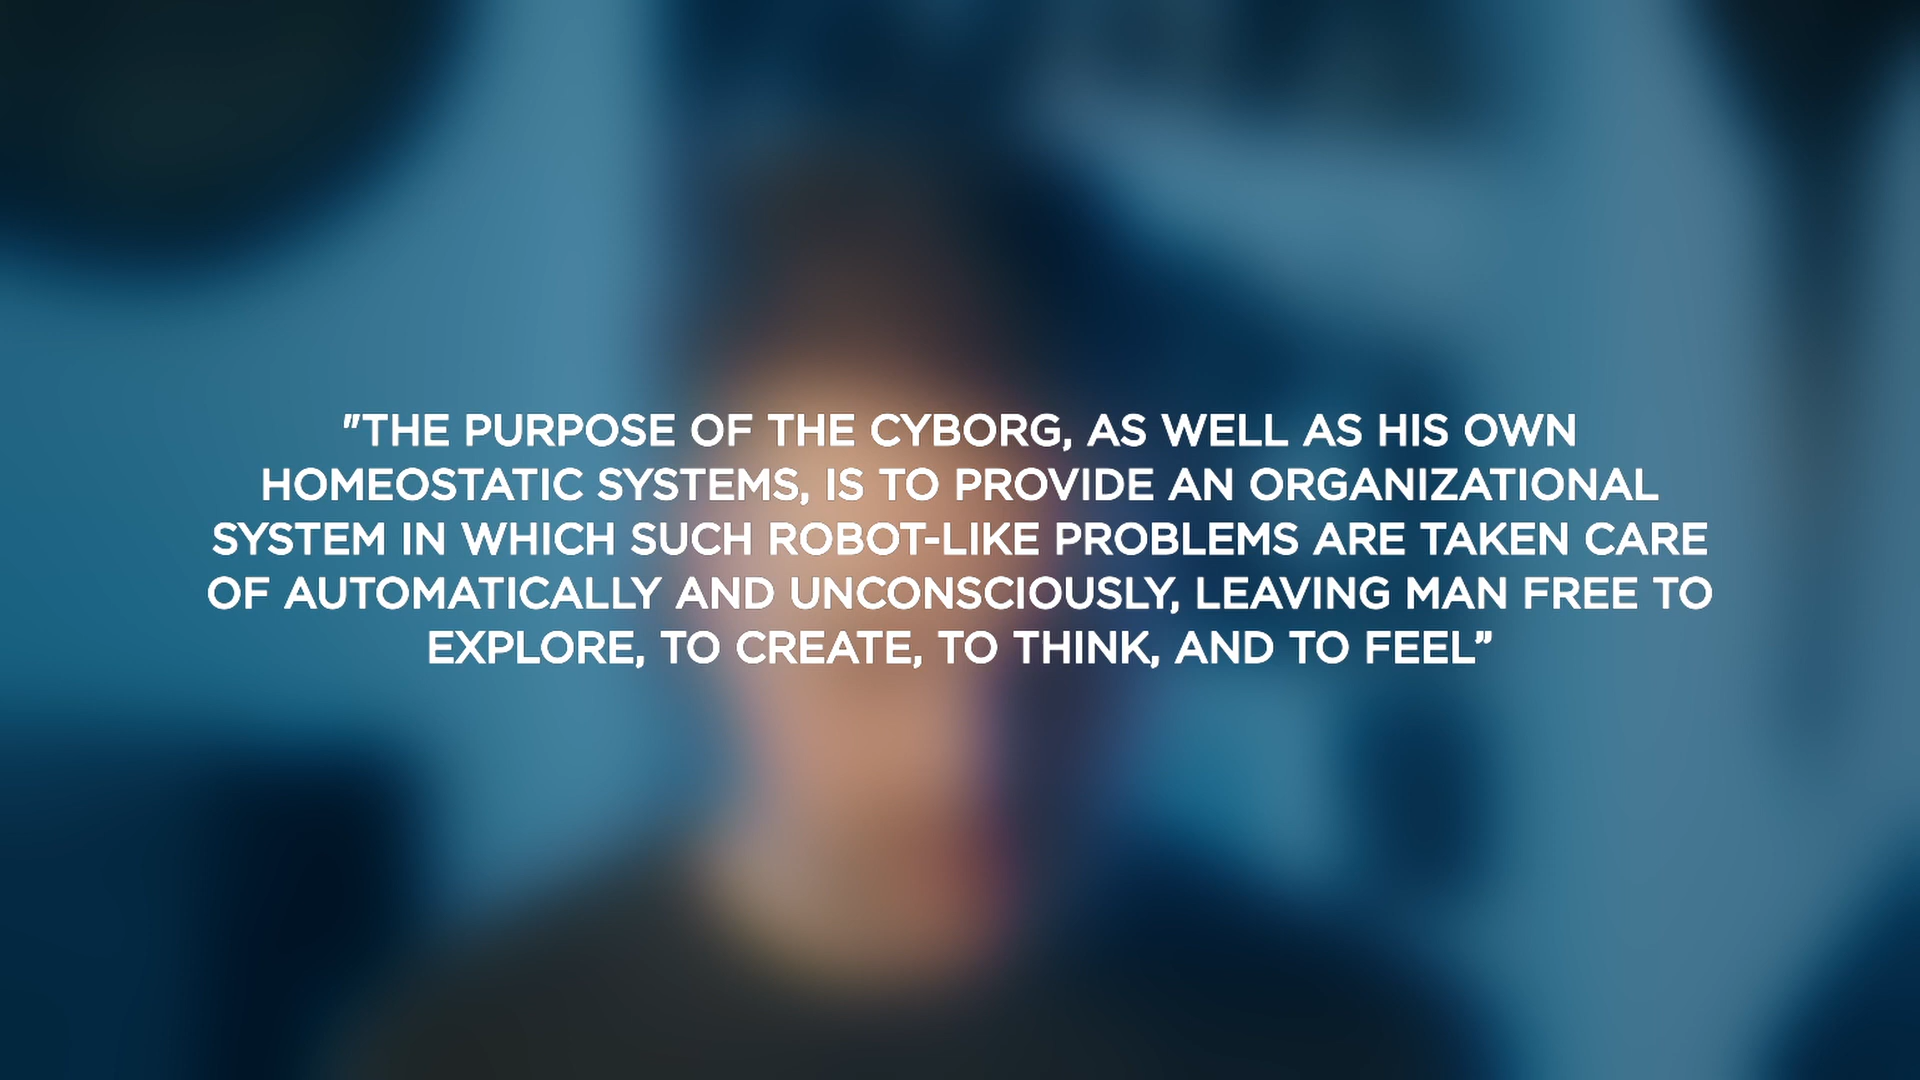 "THE PURPOSE OF THE CYBORG, AS WELL AS HIS OWN
HOMEOSTATIC SYSTEMS, IS TO PROVIDE AN ORGANIZATIONAL
SYSTEM IN WHICH SUCH ROBOT-LIKE PROBLEMS ARE TAKEN CARE
OF AUTOMATICALLY AND UNCONSCIOUSLY, LEAVING MAN FREE TO
EXPLORE, TO CREATE, TO THINK, AND TO FEEL”